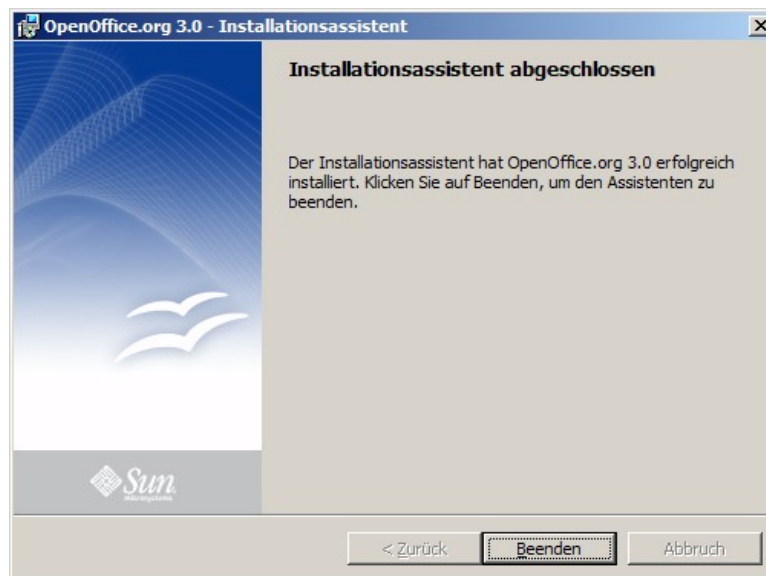 OpenOffice.org 3.0 - Installationsassistent
Installationsassistent abgeschlossen
Der Installationsassistent hat OpenOffice.org 3.0 erfolgreich
installiert. Klicken Sie auf Beenden, um den Assistenten zu
beenden.
Sun
microsystems
< Zurück
Beenden
Abbruch